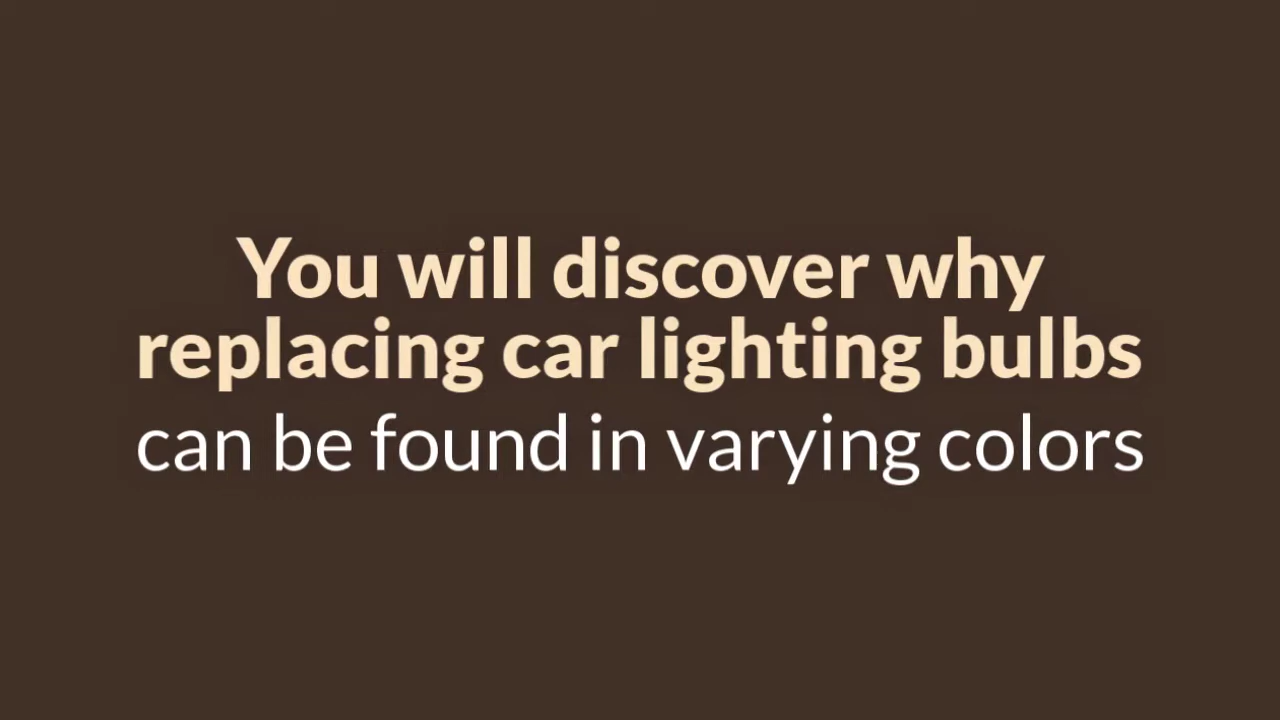 You will discover why
replacing car lighting bulbs
can be found in varying colors